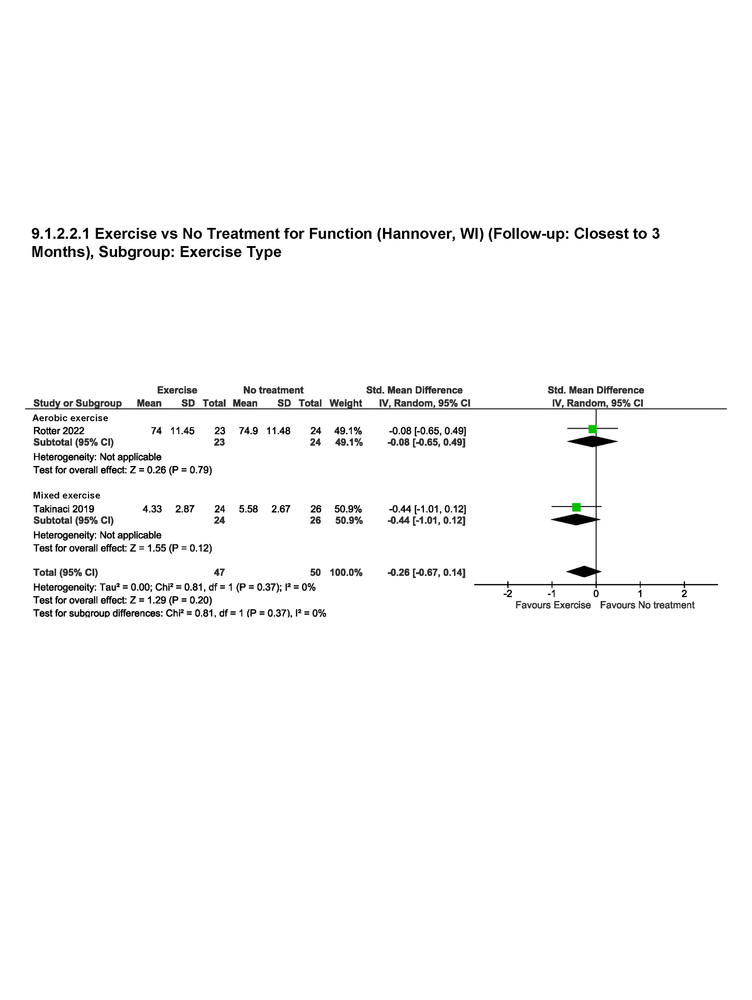 9.1.2.2.1 Exercise vs No Treatment for Function (Hannover, WI) (Follow-up: Closest to 3
Months), Subgroup: Exercise Type
Exercise No treatment Std. Mean Difference Std. Mean Difference
Study or Subgroup Mean SD Total Mean SD Total Weight IV, Random, 95% CI IV, Random, 95% CI
Aerobic exercise
Rotter 2022 74 11.45 23 74.9 11.48 24 49.1% -0.08 [-0.65, 0.49]
Subtotal (95% CI) 23 24 49.1% -0.08 [-0.65, 0.49]
Heterogeneity: Not applicable
Test for overall effect: Z = 0.26 (P = 0.79)
Mixed exercise
Takinaci 2019 4.33 2.87 24 5.58 2.67 26 50.9% -0.44 [-1.01, 0.12]
Subtotal (95% CI) 24 26 50.9% -0.44 [-1.01, 0.12]
Heterogeneity: Not applicable
Test for overall effect: Z = 1.55 (P = 0.12)
Total (95% CI) 47 50 100.0% -0.26 [-0.67, 0.14]
Heterogeneity: Tau² = 0.00; Chi² = 0.81, df = 1 (P = 0.37); I² = 0%
Test for overall effect: Z = 1.29 (P = 0.20)
Test for subgroup differences: Chi² = 0.81, df = 1 (P = 0.37), I² = 0%
-2 -1 0 1 2
Favours Exercise Favours No treatment